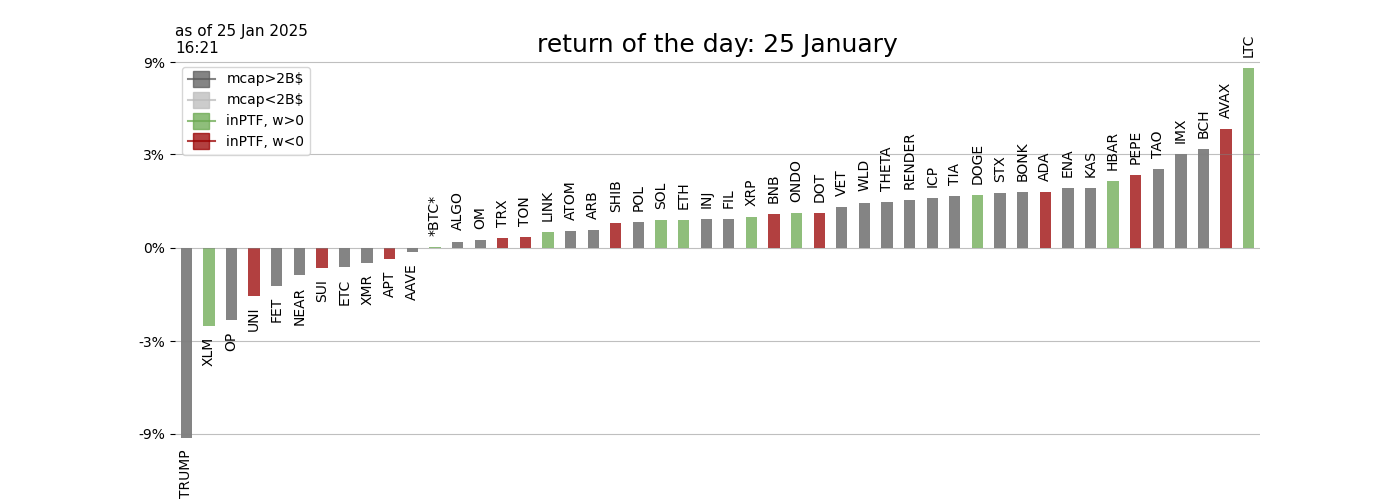 as of 25 Jan 2025
16:21
return of the day: 25 January
9%
3%
0%
-3%
-9%
mcap>2B$
mcap<2B$
inPTF, w>0
inPTF, w<0
TRUMP
XLM
OP
UNI
FET
NEAR
SUI
ETC
XMR
APT
AAVE
*BTC*
ALGO
OM
TRX
TON
LINK
ATOM
ARB
SHIB
POL
SOL
ETH
INJ
FIL
XRP
BNB
ONDO
DOT
VET
WLD
THETA
RENDER
ICP
TIA
DOGE
STX
BONK
ADA
ENA
KAS
HBAR
PEPE
TAO
IMX
BCH
AVAX
LTC